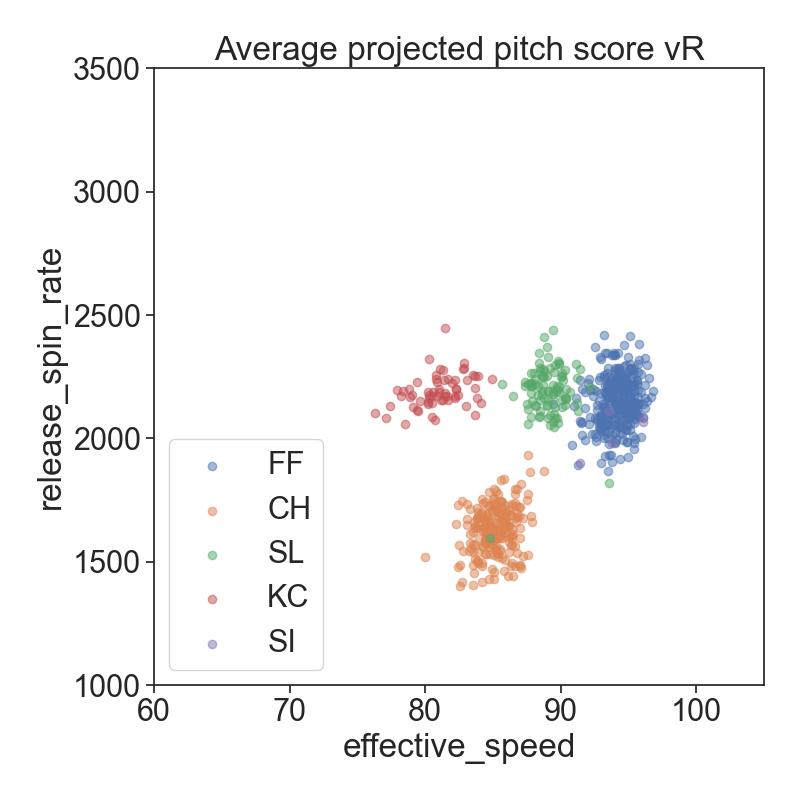 Average projected pitch score vR
3500
3000
2500
2000
1500
1000
release_spin_rate
FF
CH
SL
KC
SI
60 70 80 90 100
effective_speed